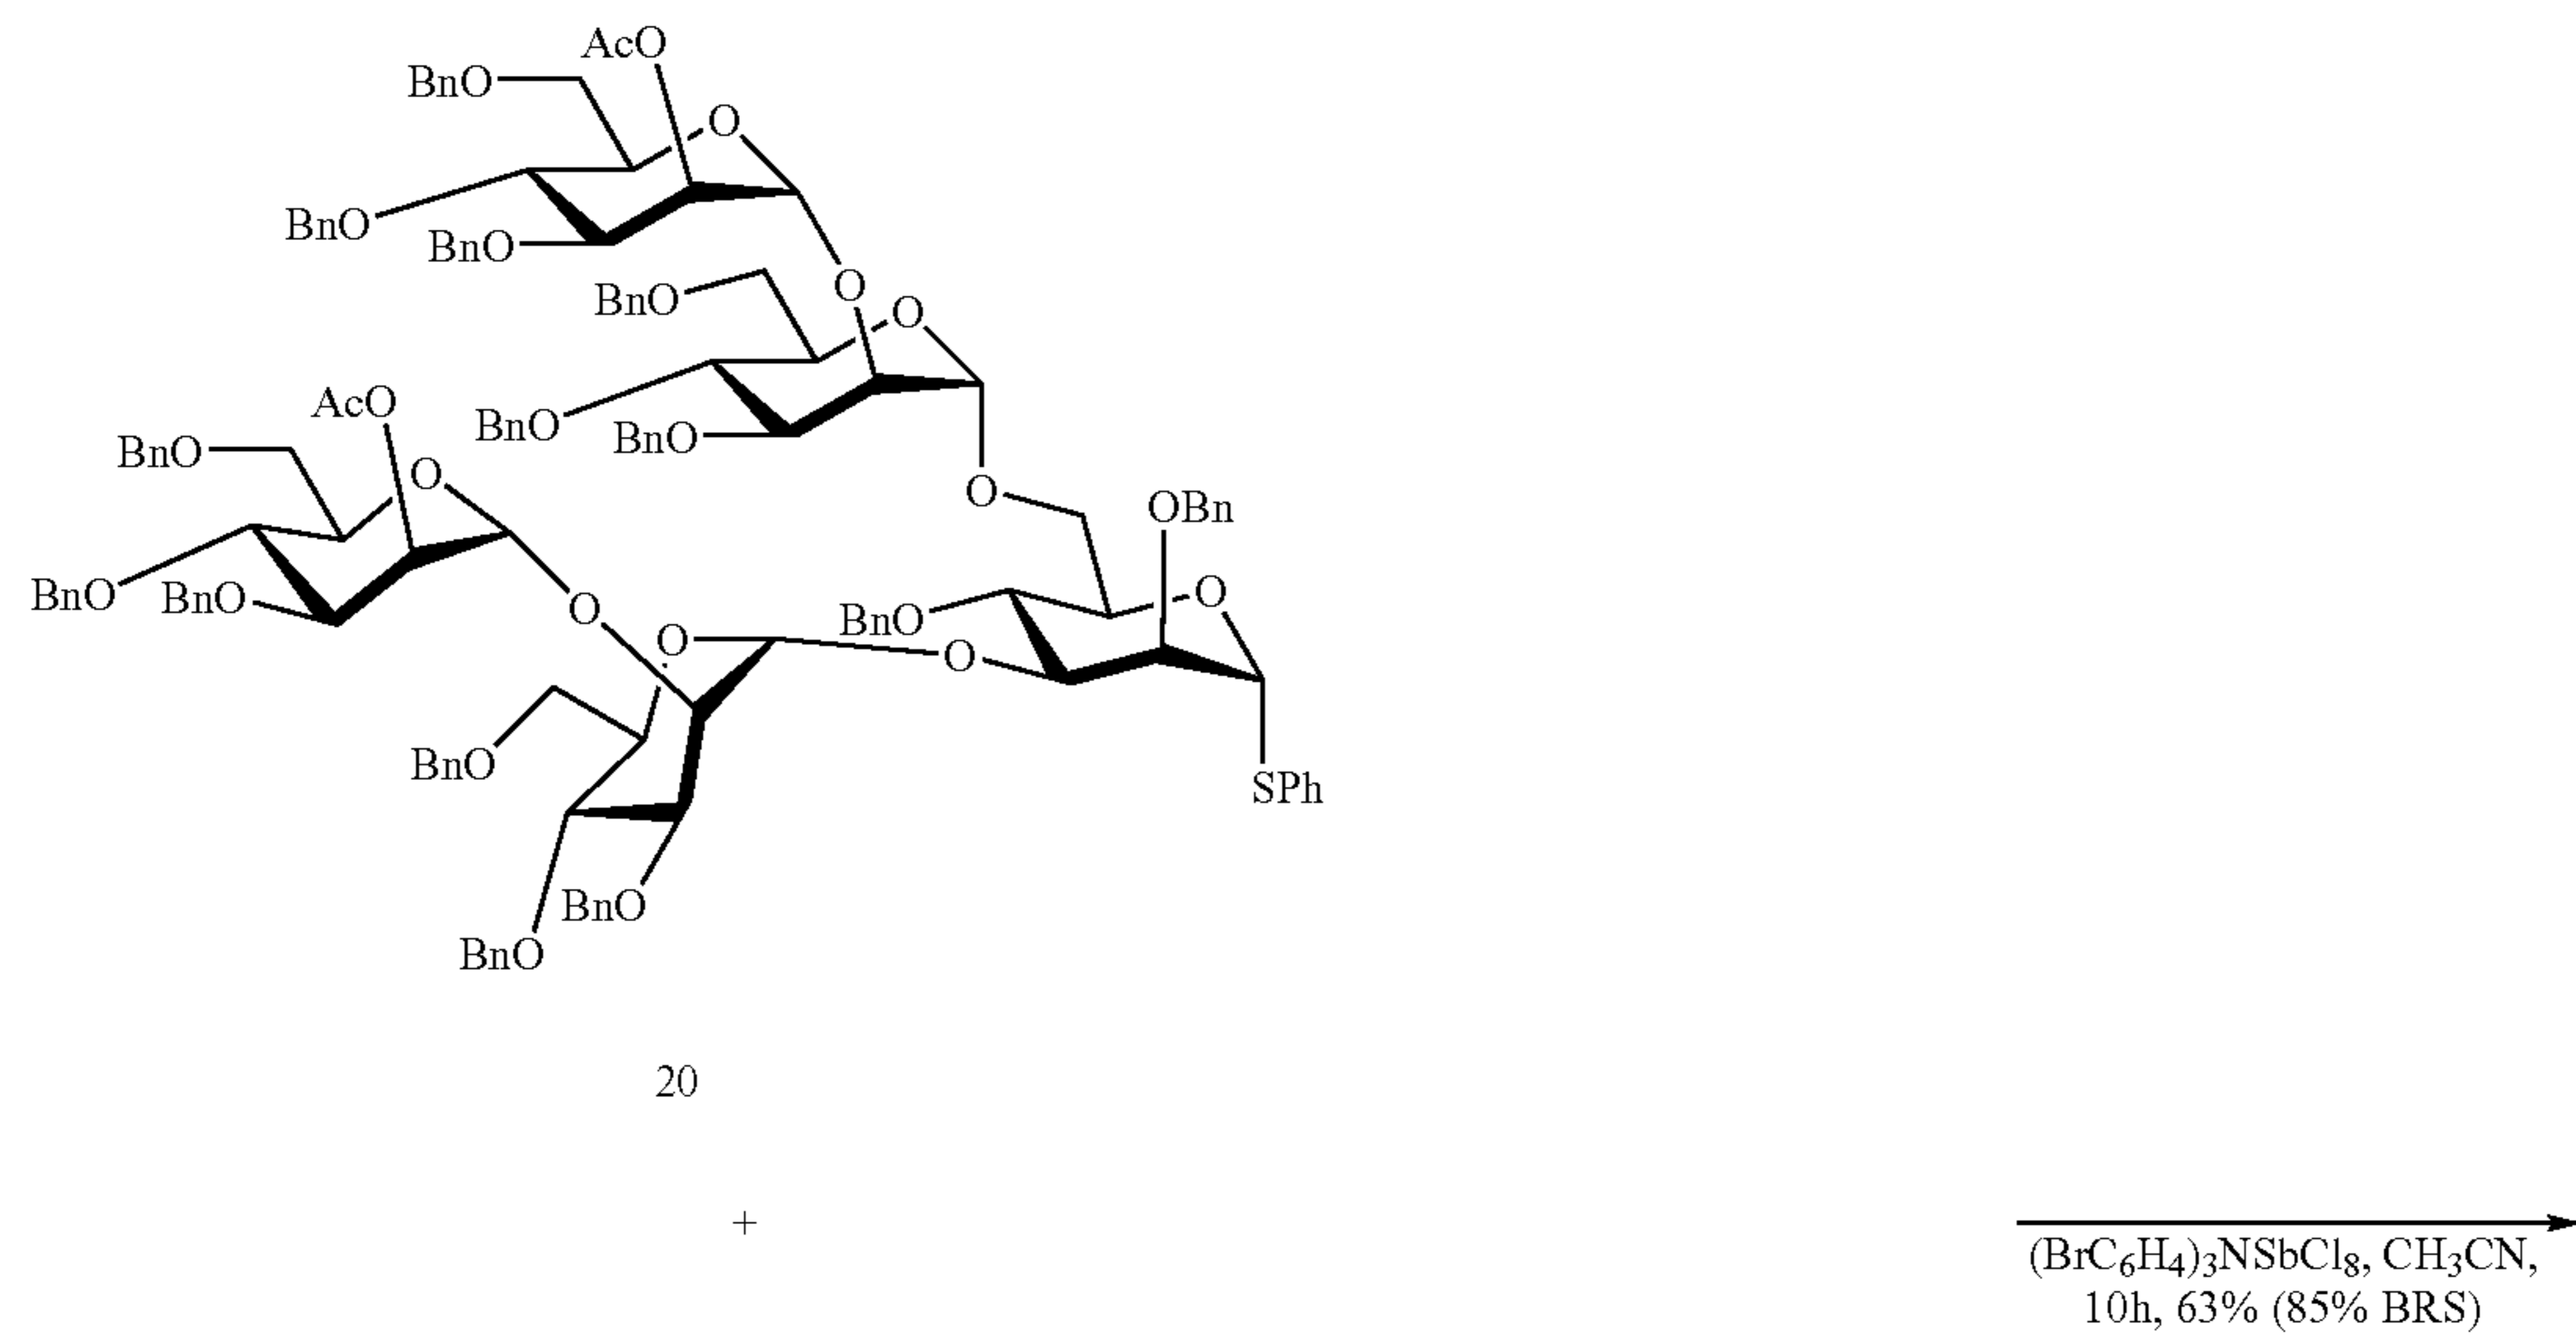 AcO
BnO
O
BnO
BnO
O
BnO
O
AcO
BnO
BnO
BnO
O
O
OBn
BnO
BnO
O
O
BnO
O
O
BnO
SPh
BnO
BnO
20
+
(BrC6H4)3NSbCl8, CH3CN,
10h, 63% (85% BRS)